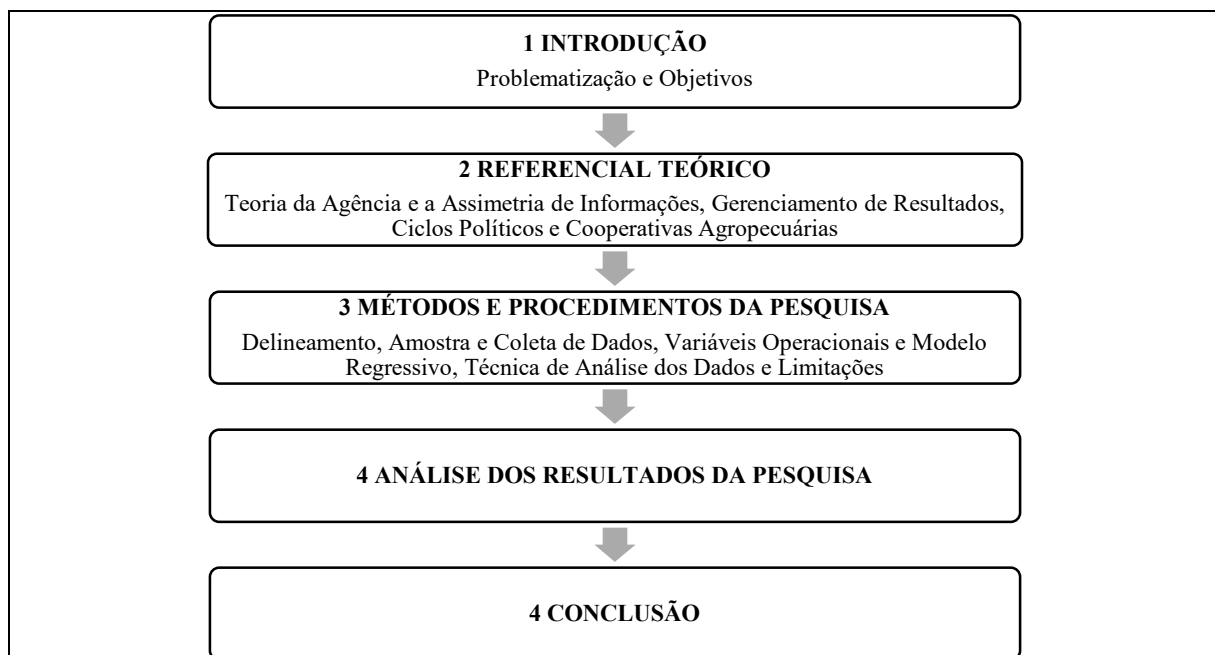 1 INTRODUÇÃO
Problematização e Objetivos
2 REFERENCIAL TEÓRICO
Teoria da Agência e a Assimetria de Informações, Gerenciamento de Resultados,
Ciclos Políticos e Cooperativas Agropecuárias
3 MÉTODOS E PROCEDIMENTOS DA PESQUISA
Delineamento, Amostra e Coleta de Dados, Variáveis Operacionais e Modelo
Regressivo, Técnica de Análise dos Dados e Limitações
4 ANÁLISE DOS RESULTADOS DA PESQUISA
4 CONCLUSÃO